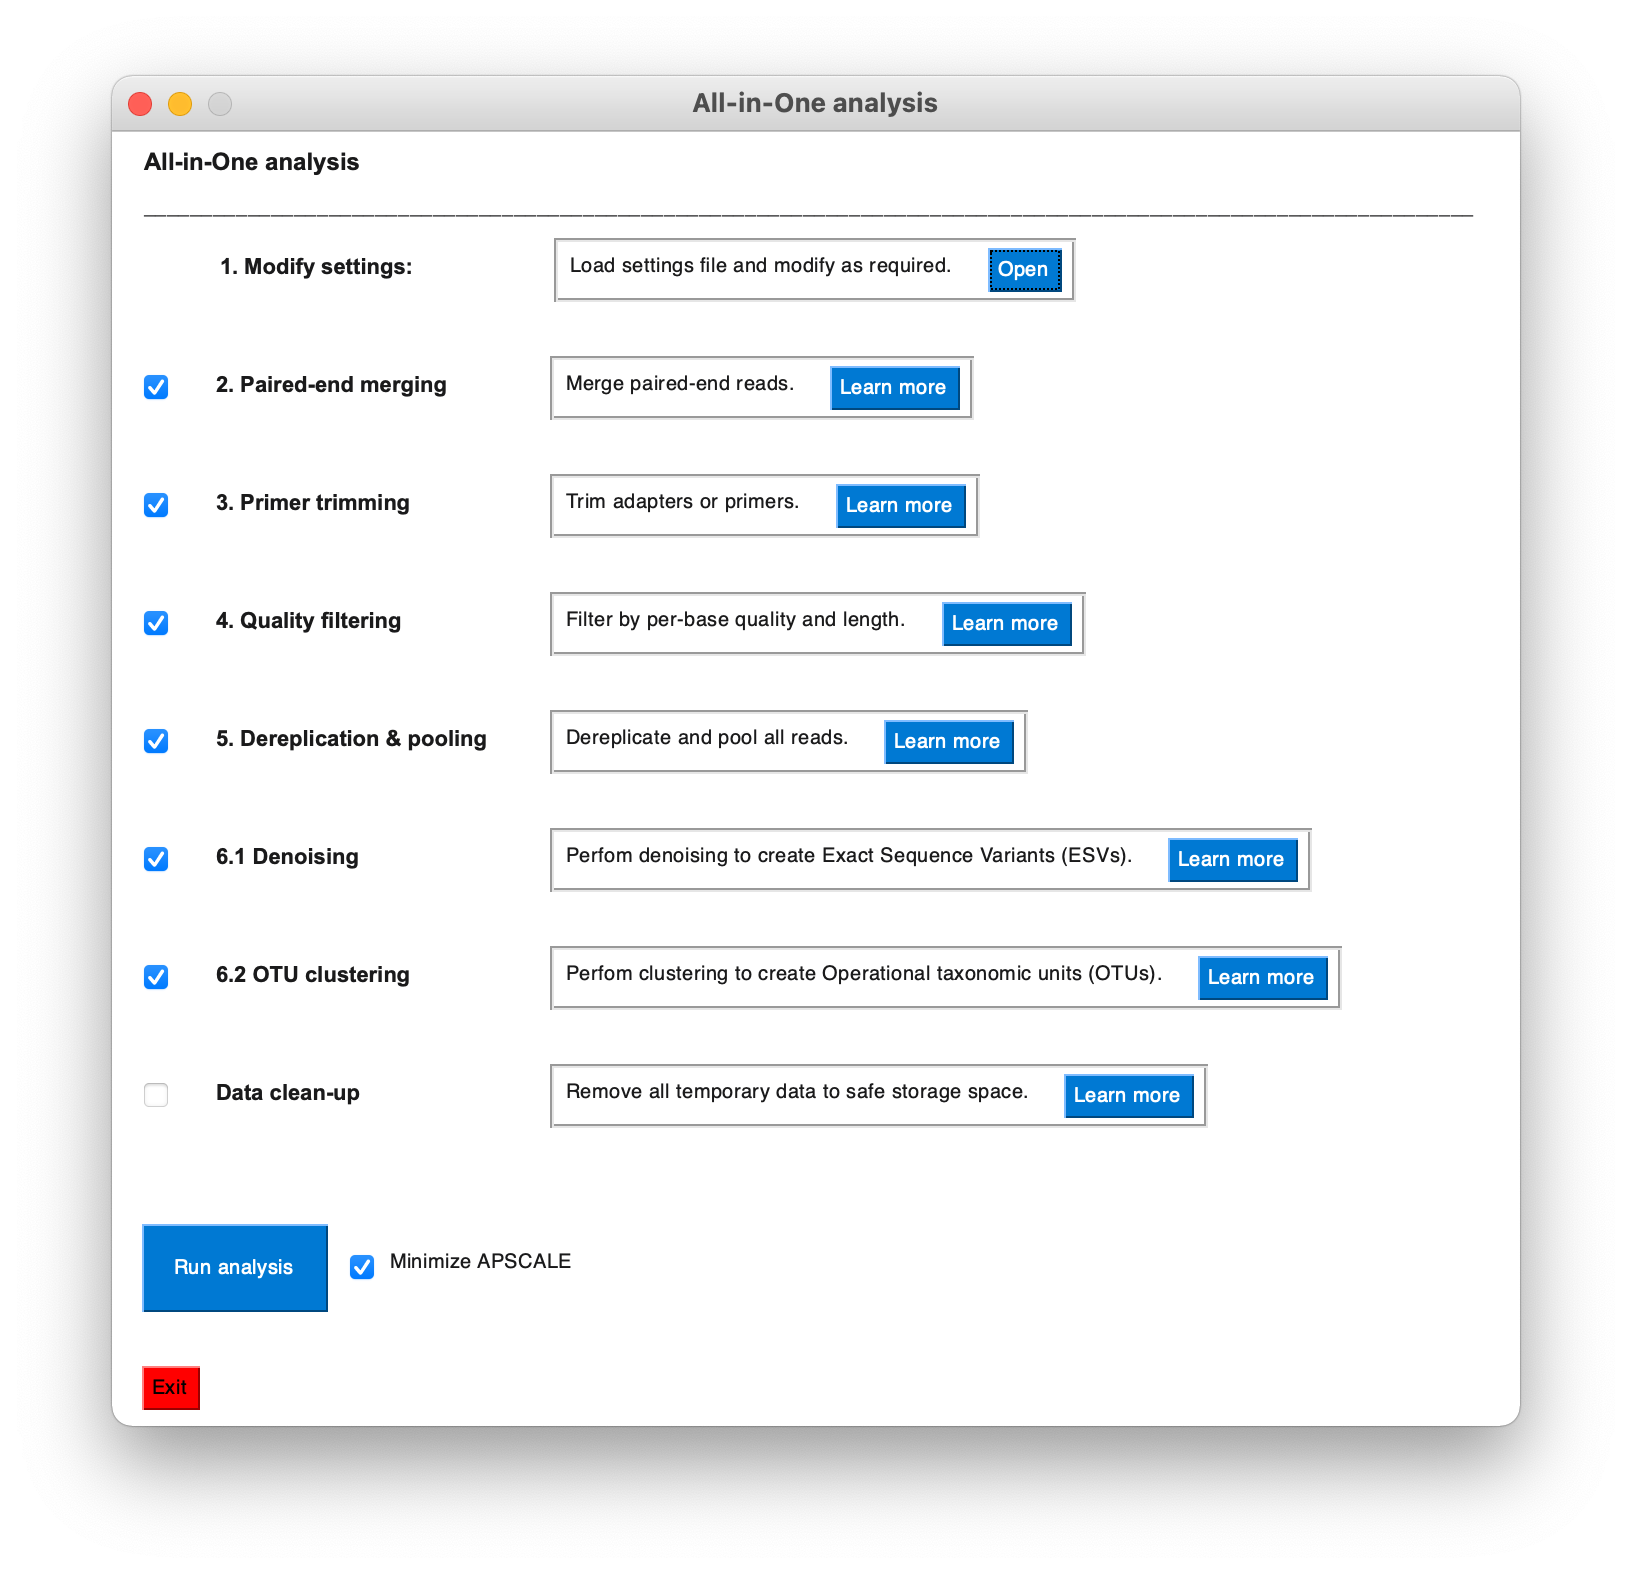 All-in-One analysis
All-in-One analysis
1. Modify settings: Load settings file and modify as required. Open
2. Paired-end merging Merge paired-end reads. Learn more
3. Primer trimming Trim adapters or primers. Learn more
4. Quality filtering Filter by per-base quality and length. Learn more
5. Dereplication & pooling Dereplicate and pool all reads. Learn more
6.1 Denoising Perfom denoising to create Exact Sequence Variants (ESVs). Learn more
6.2 OTU clustering Perfom clustering to create Operational taxonomic units (OTUs). Learn more
Data clean-up Remove all temporary data to safe storage space. Learn more
Run analysis Minimize APSCALE
Exit